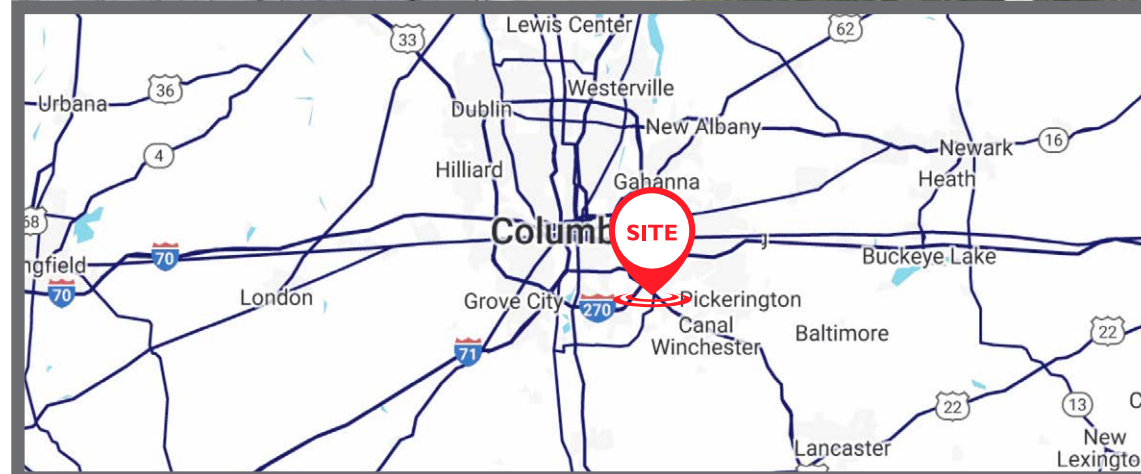 Lewis Center
62
33
Westerville
36
Urbana
Dublin
New Albany
4
Newark
16
Hilliard
Heath
Gahanna
68
Columb
SITE
J
70
ngfield
Buckeye Lake
70
London
Grove City
270
Pickerington
Canal
Winchester
Baltimore
22
71
22
13
C
New
Lexingto
Lancaster